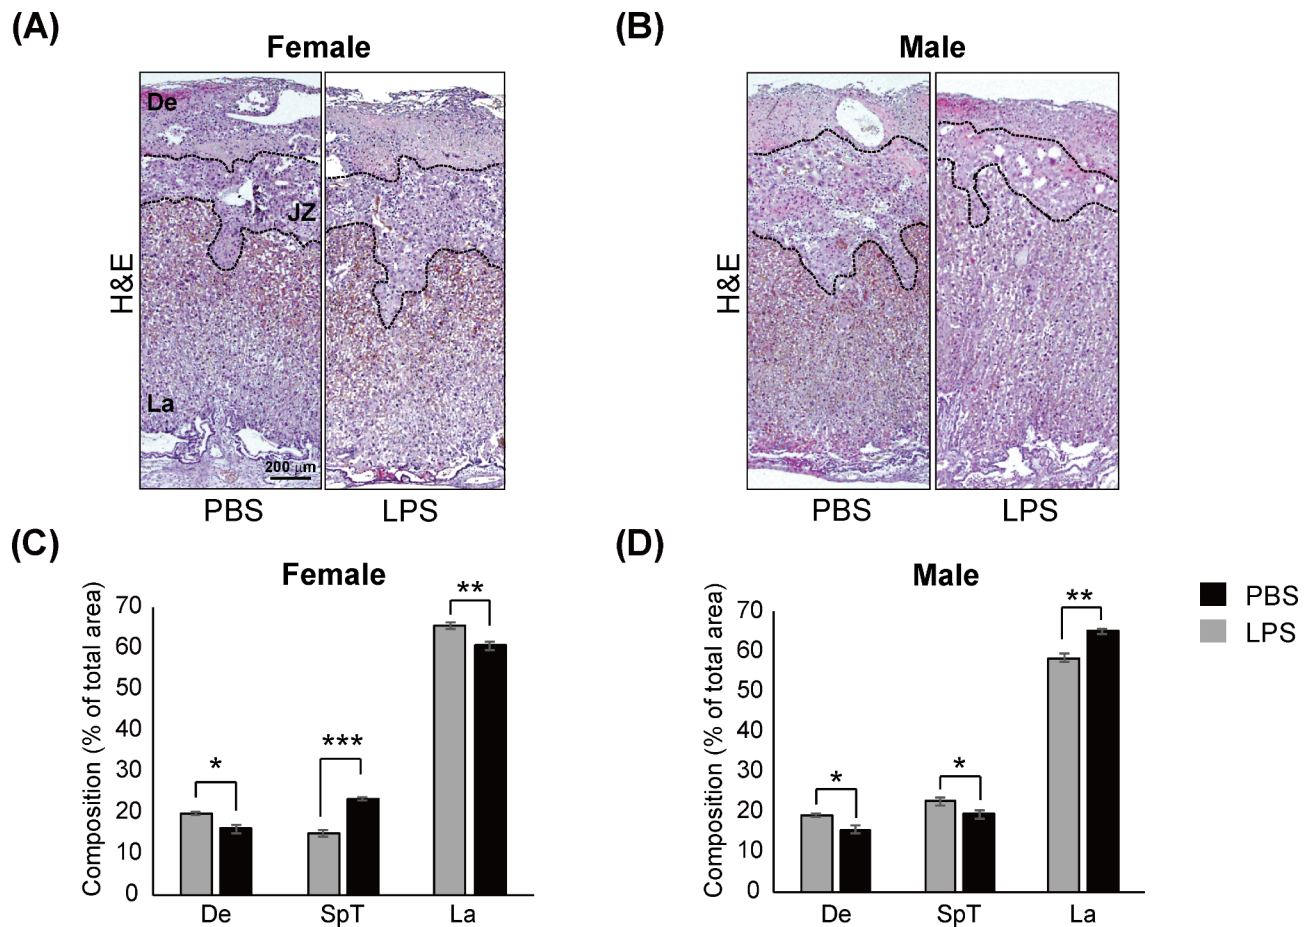 (A)
Female
De
JZ
La
200 μm
H&E
PBS
LPS
(B)
Male
H&E
PBS
LPS
(C)
Female
Composition (% of total area)
70
60
50
40
30
20
10
0
*
***
**
De
SpT
La
(D)
Male
Composition (% of total area)
70
60
50
40
30
20
10
0
*
*
**
De
SpT
La
PBS
LPS